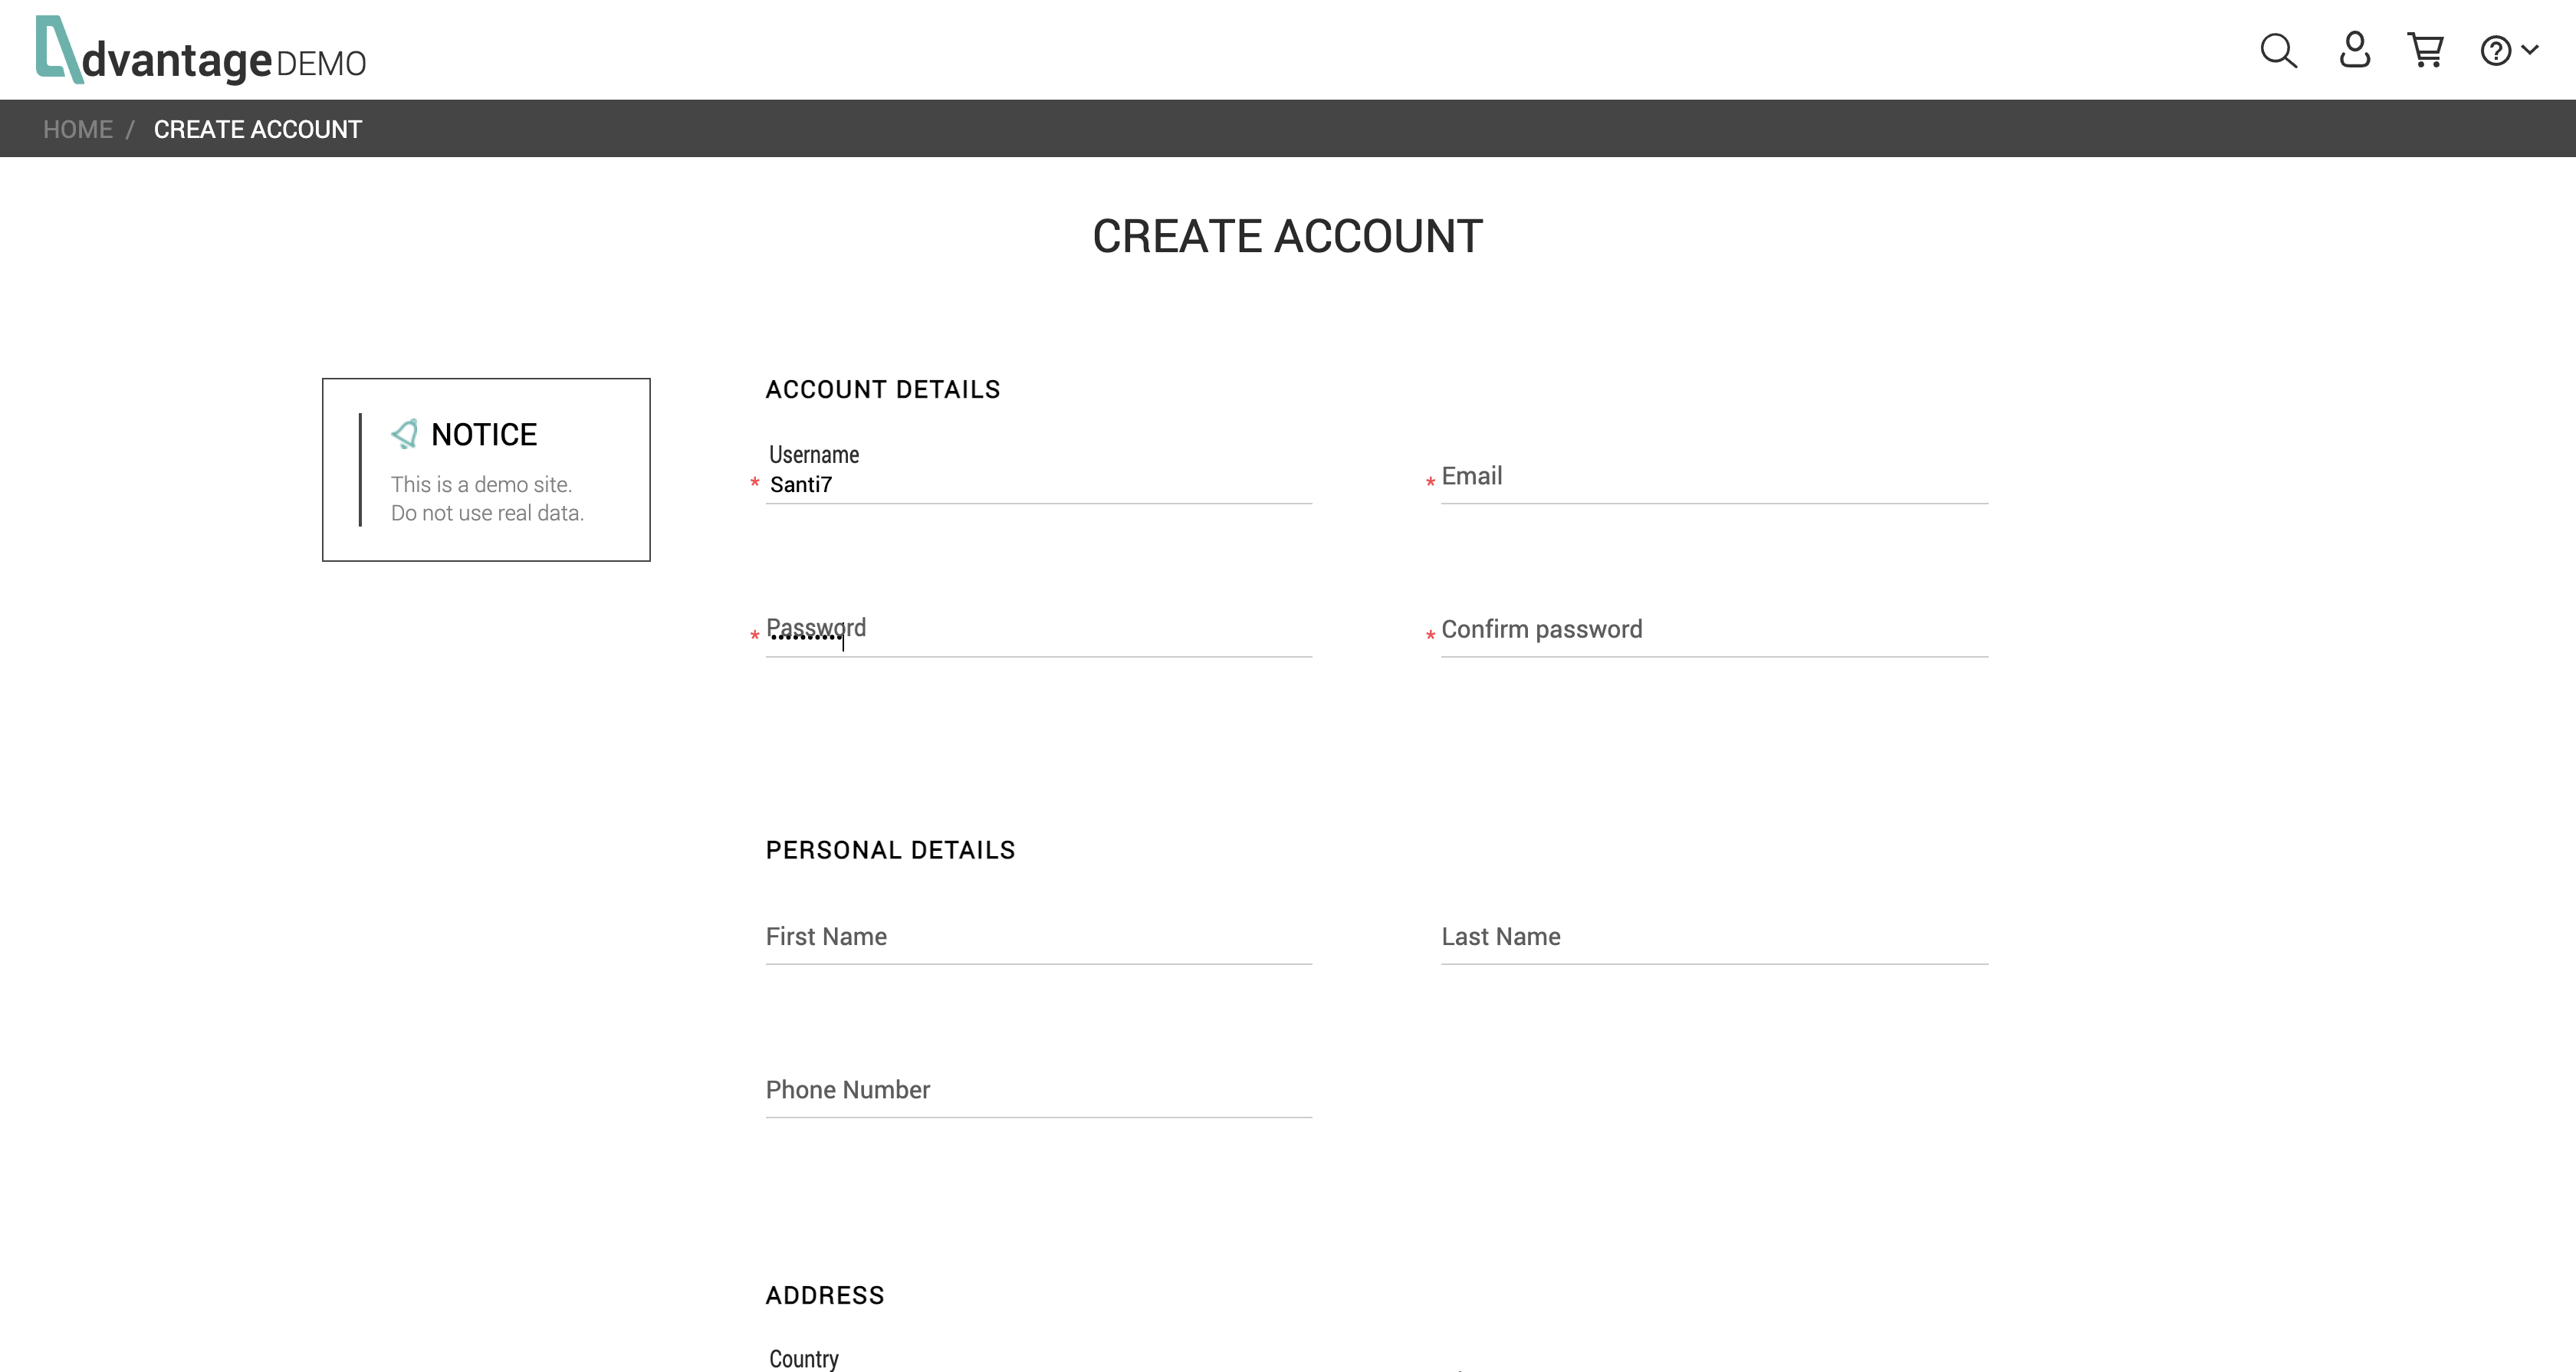 dvantage DEMO
HOME / CREATE ACCOUNT
CREATE ACCOUNT
NOTICE
This is a demo site.
Do not use real data.
ACCOUNT DETAILS
Username
* Santi7
* Email
* Password
* Confirm password
PERSONAL DETAILS
First Name
Last Name
Phone Number
ADDRESS
Country